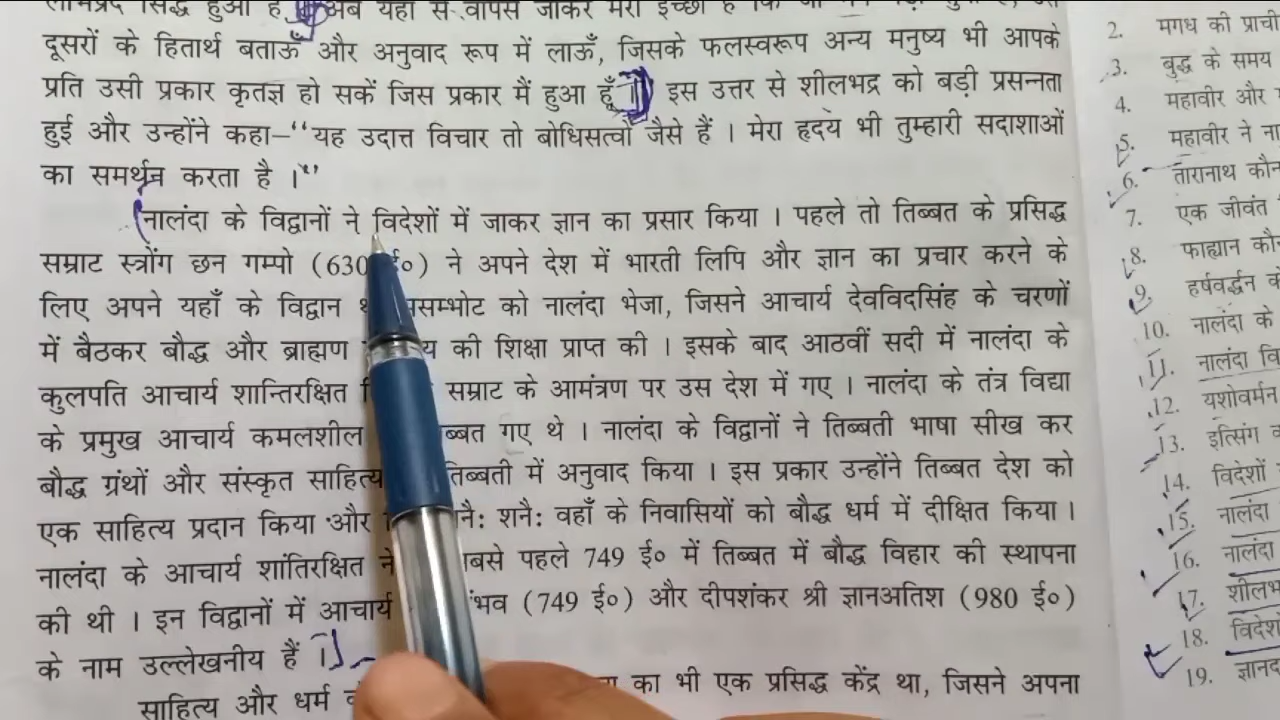 सिद्ध हुआ है अब यहाँ से वापस जाकर मेरी इच्छा है कि
दूसरों के हितार्थ बताऊँ और अनुवाद रूप में लाऊँ, जिसके फलस्वरूप अन्य मनुष्य भी आपके
प्रति उसी प्रकार कृतज्ञ हो सकें जिस प्रकार मैं हुआ हूँ । इस उत्तर से शीलभद्र को बड़ी प्रसन्नता
हुई और उन्होंने कहा–“यह उदात्त विचार तो बोधिसत्वों जैसे हैं । मेरा हृदय भी तुम्हारी सदाशाओं
का समर्थन करता है ।”
नालंदा के विद्वानों ने विदेशों में जाकर ज्ञान का प्रसार किया । पहले तो तिब्बत के प्रसिद्ध
सम्राट स्त्रोंग छन गम्पो (630 ई०) ने अपने देश में भारती लिपि और ज्ञान का प्रचार करने के
लिए अपने यहाँ के विद्वान को नालंदा भेजा, जिसने आचार्य देवविदसिंह के चरणों
में बैठकर बौद्ध और ब्राह्मण की शिक्षा प्राप्त की । इसके बाद आठवीं सदी में नालंदा के
कुलपति आचार्य शान्तिरक्षित सम्राट के आमंत्रण पर उस देश में गए । नालंदा के तंत्र विद्या
के प्रमुख आचार्य कमलशील गए थे । नालंदा के विद्वानों ने तिब्बती भाषा सीख कर
बौद्ध ग्रंथों और संस्कृत साहित्य तिब्बती में अनुवाद किया । इस प्रकार उन्होंने तिब्बत देश को
एक साहित्य प्रदान किया और शनै: वहाँ के निवासियों को बौद्ध धर्म में दीक्षित किया ।
नालंदा के आचार्य शांतिरक्षित ने पहले 749 ई० में तिब्बत में बौद्ध विहार की स्थापना
की थी । इन विद्वानों में आचार्य (749 ई०) और दीपशंकर श्री ज्ञानअतिश (980 ई०)
के नाम उल्लेखनीय हैं ।
साहित्य और धर्म का भी एक प्रसिद्ध केंद्र था, जिसने अपना
2. मगध की
3. बुद्ध के समय
4. महावीर और
5. महावीर ने
6. तारानाथ
7. एक जीवंत
8. फाह्यान
9. हर्षवर्द्धन
10. नालंदा के
11. नालंदा
12. यशोवर्मन
13. इत्सिंग
14. विदेशों
15. नालंदा
16. नालंदा
17.
18.
19.